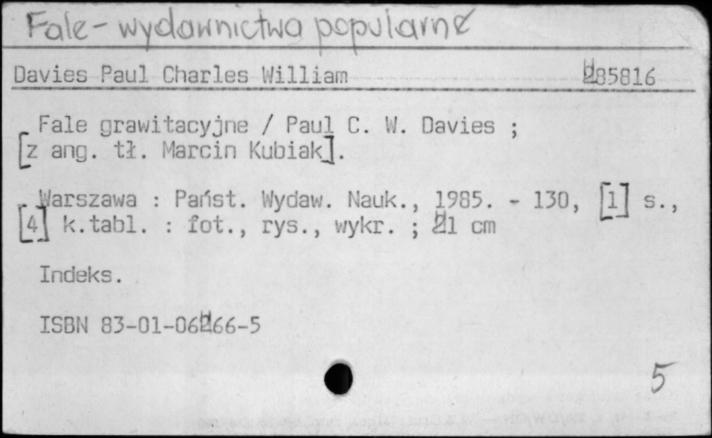 Fale - wydawnictwa popularne
Davies Paul Charles William 285816
Fale grawitacyjne / Paul C. W. Davies ;
[z ang. tł. Marcin Kubiak].
Warszawa : Państ. Wydaw. Nauk., 1985. - 130, [1] s.,
[4] k.tabl. : fot., rys., wykr. ; 21 cm
Indeks.
ISBN 83-01-06266-5
5